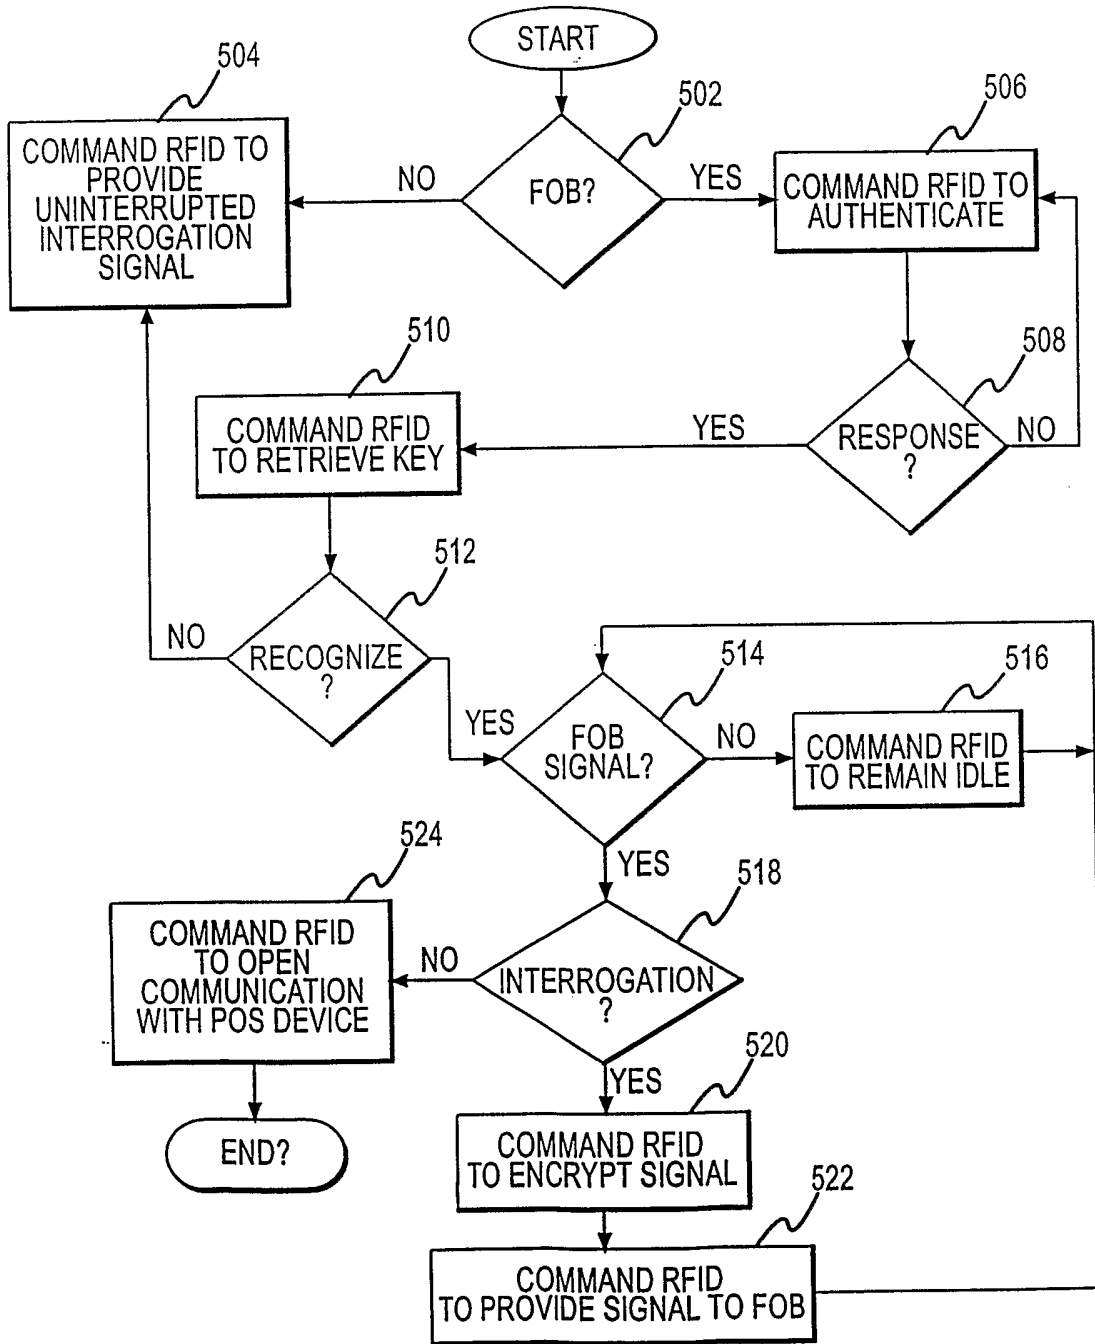 START
504
502
506
COMMAND RFID TO
PROVIDE
UNINTERRUPTED
INTERROGATION
SIGNAL
NO
FOB?
YES
COMMAND RFID TO
AUTHENTICATE
510
508
COMMAND RFID
TO RETRIEVE KEY
YES
RESPONSE
?
NO
512
NO
RECOGNIZE
?
YES
514
516
FOB
SIGNAL?
NO
COMMAND RFID
TO REMAIN IDLE
YES
524
518
COMMAND RFID
TO OPEN
COMMUNICATION
WITH POS DEVICE
NO
INTERROGATION
?
YES
520
END?
COMMAND RFID
TO ENCRYPT SIGNAL
522
COMMAND RFID
TO PROVIDE SIGNAL TO FOB